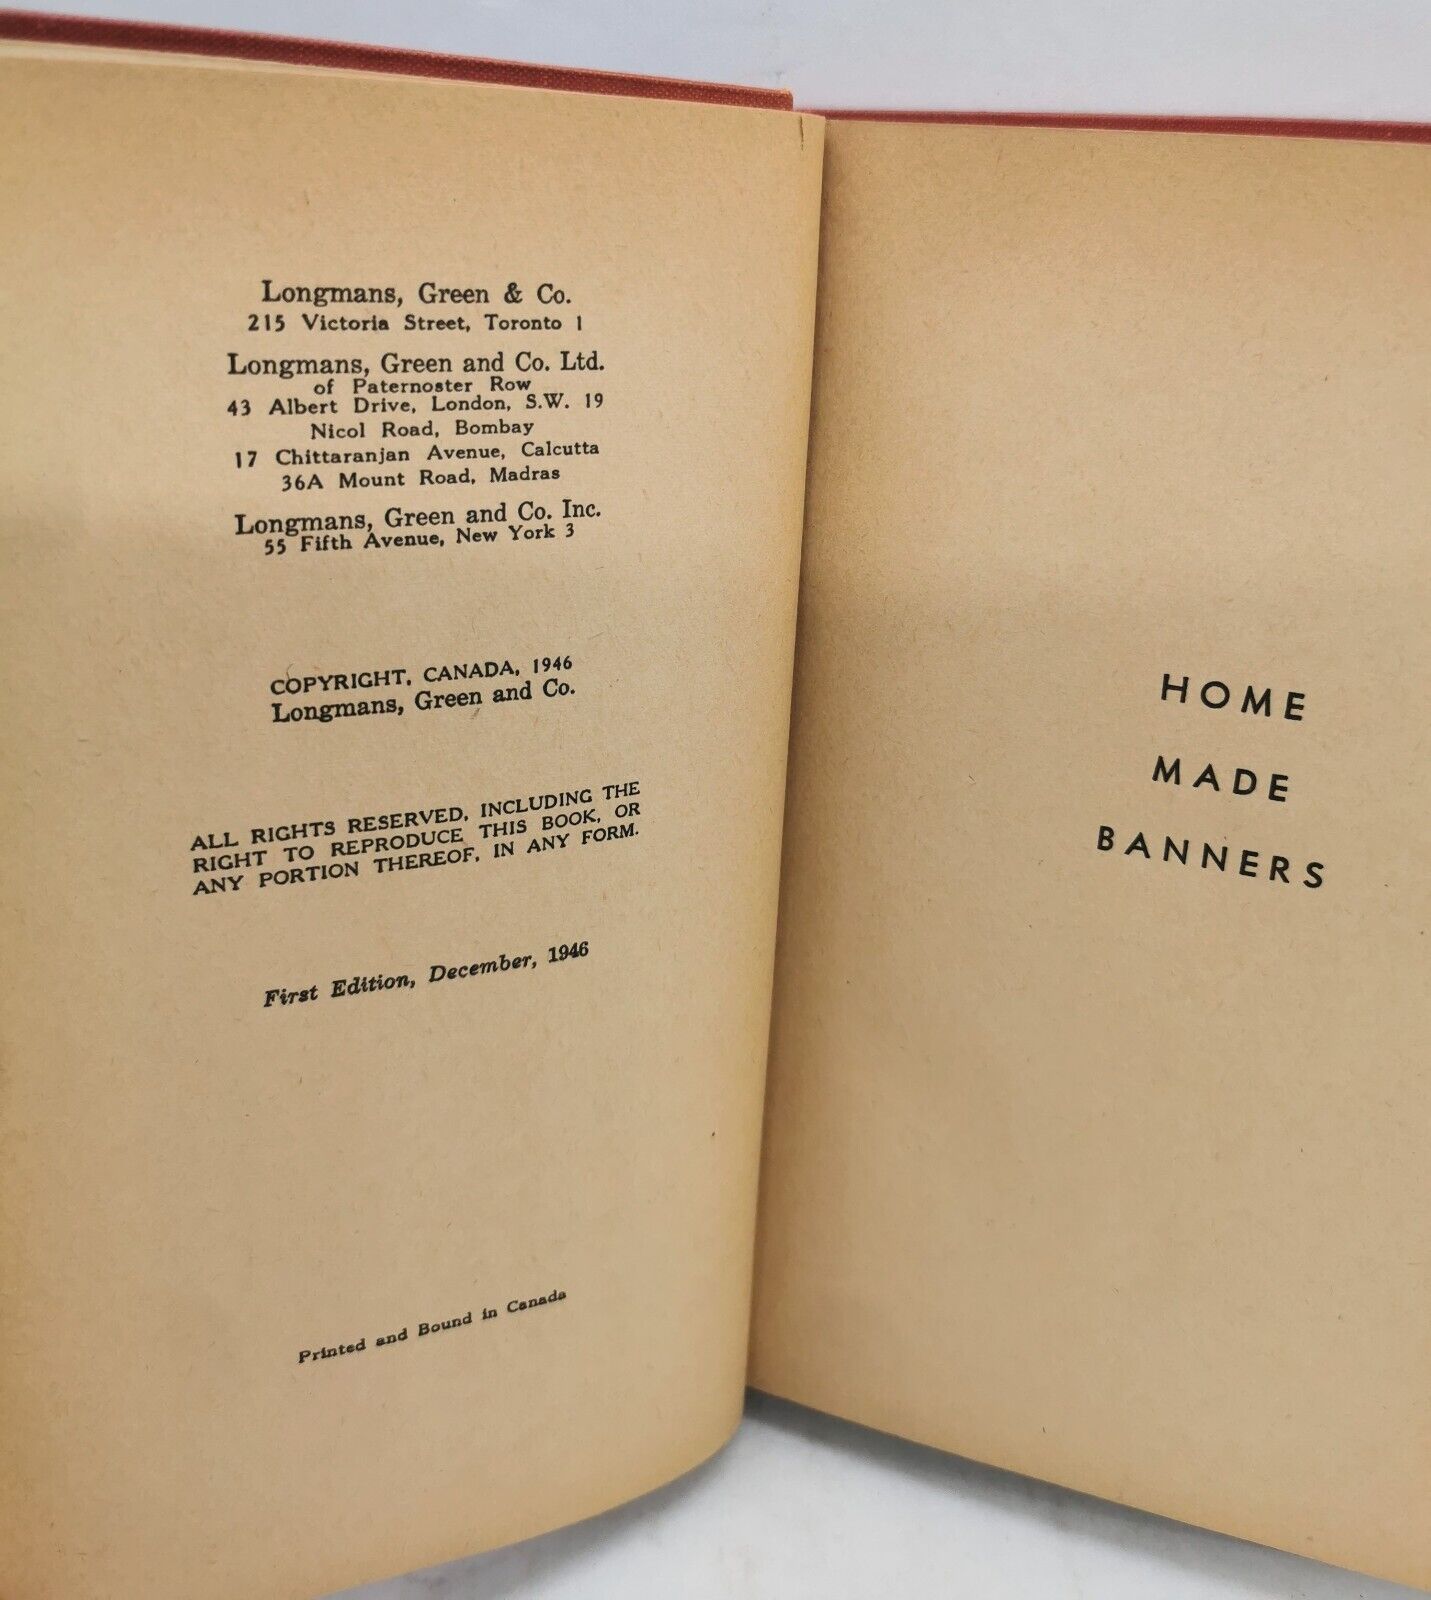 Longmans, Green & Co.
215 Victoria Street, Toronto 1
Longmans, Green and Co. Ltd.
of Paternoster Row
43 Albert Drive, London, S.W. 19
Nicol Road, Bombay
17 Chittaranjan Avenue, Calcutta
36A Mount Road, Madras
Longmans, Green and Co. Inc.
55 Fifth Avenue, New York 3
COPYRIGHT, CANADA, 1946
Longmans, Green and Co.
ALL RIGHTS RESERVED, INCLUDING THE
RIGHT TO REPRODUCE THIS BOOK, OR
ANY PORTION THEREOF, IN ANY FORM.
First Edition, December, 1946
Printed and Bound in Canada
HOME
MADE
BANNERS